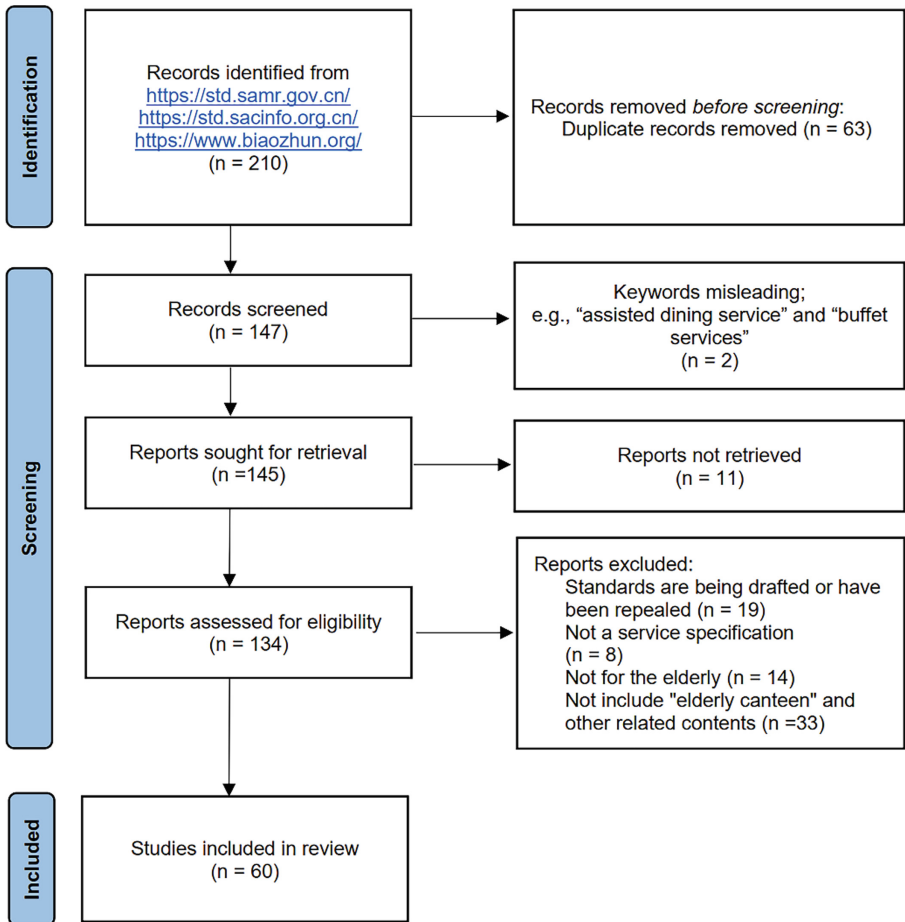 Identification
Records identified from
https://std.samr.gov.cn/
https://std.sacinfo.org.cn/
https://www.biaozhun.org/
(n = 210)
Records removed before screening:
Duplicate records removed (n = 63)
Screening
Records screened
(n = 147)
Keywords misleading;
e.g., “assisted dining service” and “buffet
services”
(n = 2)
Reports sought for retrieval
(n =145)
Reports not retrieved
(n = 11)
Reports assessed for eligibility
(n = 134)
Reports excluded:
Standards are being drafted or have
been repealed (n = 19)
Not a service specification
(n = 8)
Not for the elderly (n = 14)
Not include "elderly canteen" and
other related contents (n =33)
Included
Studies included in review
(n = 60)